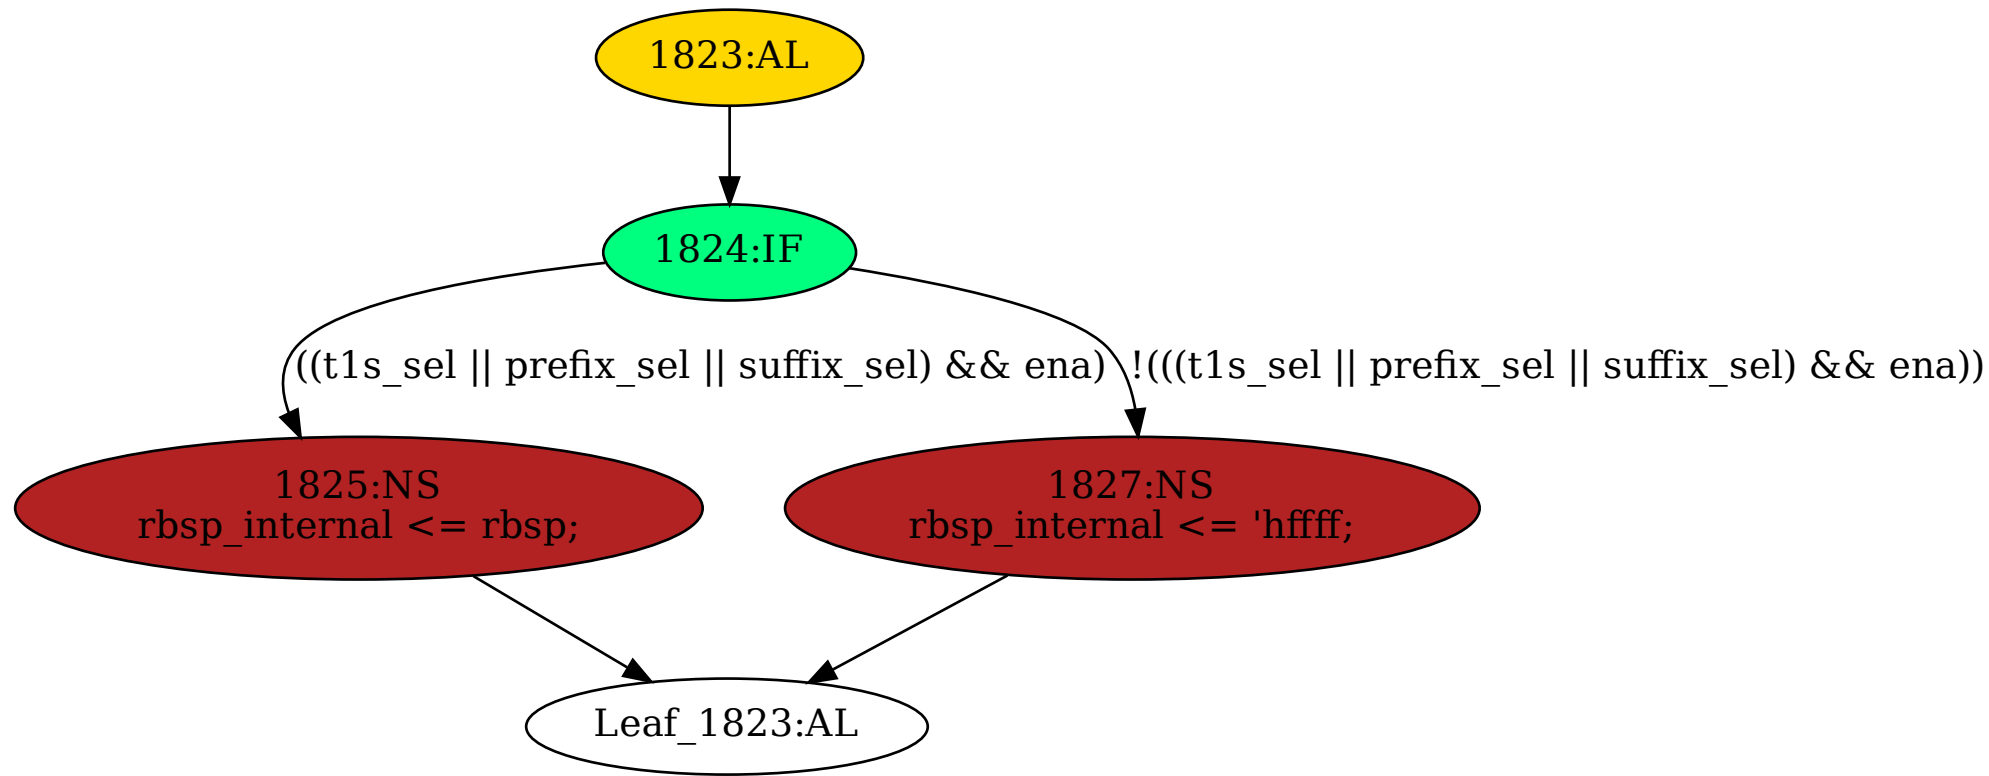 1823:AL
1824:IF
((t1s_sel || prefix_sel || suffix_sel) && ena)
!(((t1s_sel || prefix_sel || suffix_sel) && ena))
1825:NS
rbsp_internal <= rbsp;
1827:NS
rbsp_internal <= 'hffff;
Leaf_1823:AL